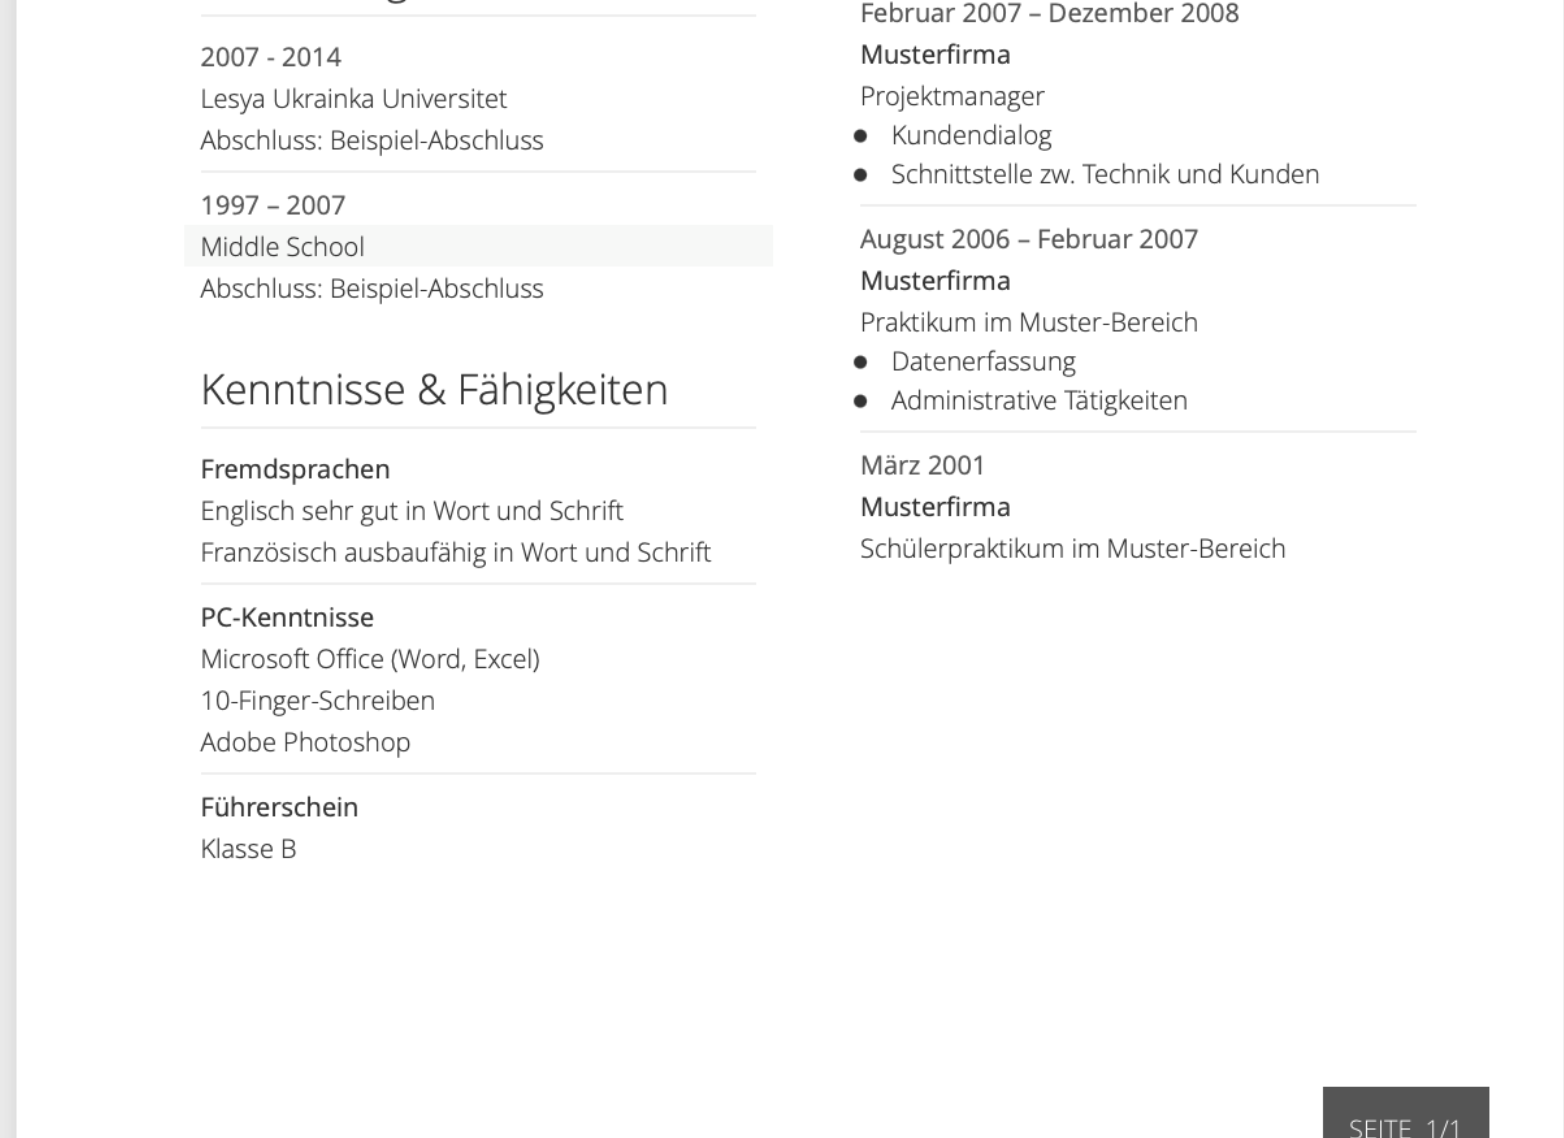 2007 - 2014
Lesya Ukrainka Universitet
Abschluss: Beispiel-Abschluss
1997 – 2007
Middle School
Abschluss: Beispiel-Abschluss
Kenntnisse & Fähigkeiten
Fremdsprachen
Englisch sehr gut in Wort und Schrift
Französisch ausbaufähig in Wort und Schrift
PC-Kenntnisse
Microsoft Office (Word, Excel)
10-Finger-Schreiben
Adobe Photoshop
Führerschein
Klasse B
Februar 2007 – Dezember 2008
Musterfirma
Projektmanager
● Kundendialog
● Schnittstelle zw. Technik und Kunden
August 2006 – Februar 2007
Musterfirma
Praktikum im Muster-Bereich
● Datenerfassung
● Administrative Tätigkeiten
März 2001
Musterfirma
Schülerpraktikum im Muster-Bereich
SEITE 1/1